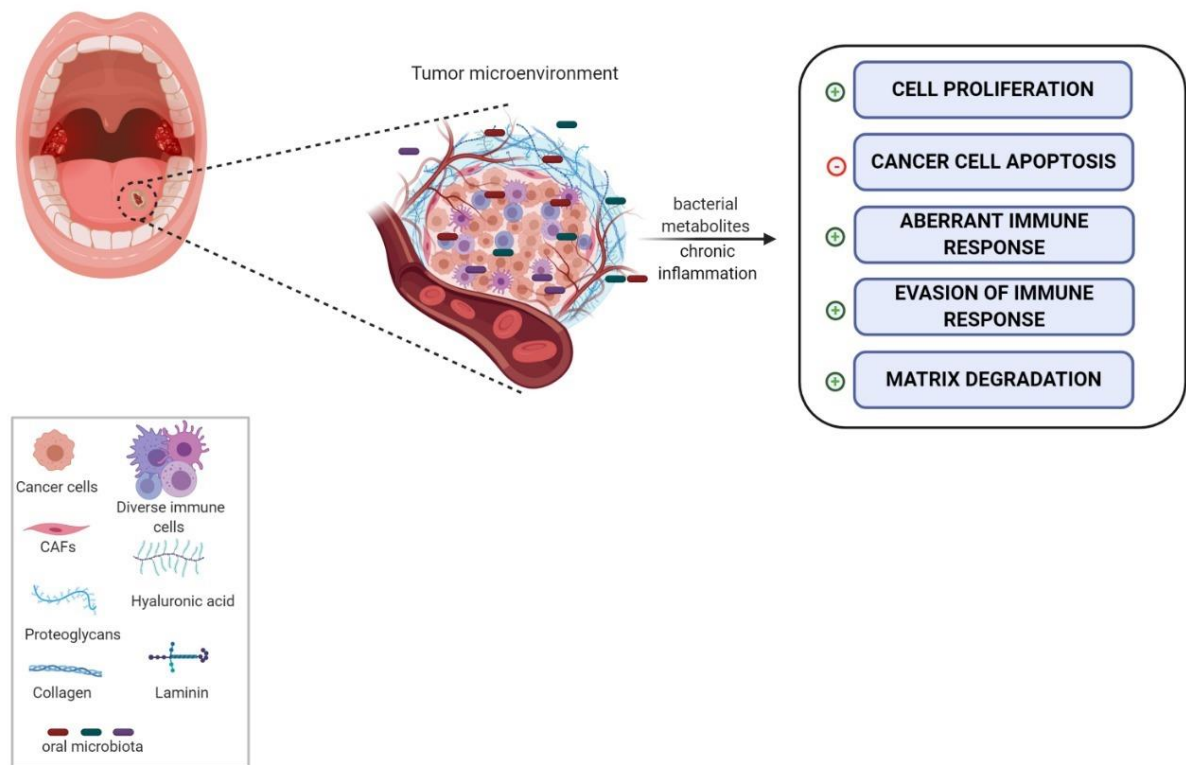 Tumor microenvironment
bacterial
metabolites
chronic
inflammation
+
CELL PROLIFERATION
-
CANCER CELL APOPTOSIS
+
ABERRANT IMMUNE
RESPONSE
+
EVASION OF IMMUNE
RESPONSE
+
MATRIX DEGRADATION
Cancer cells
Diverse immune
cells
CAFs
Hyaluronic acid
Proteoglycans
Collagen
Laminin
oral microbiota